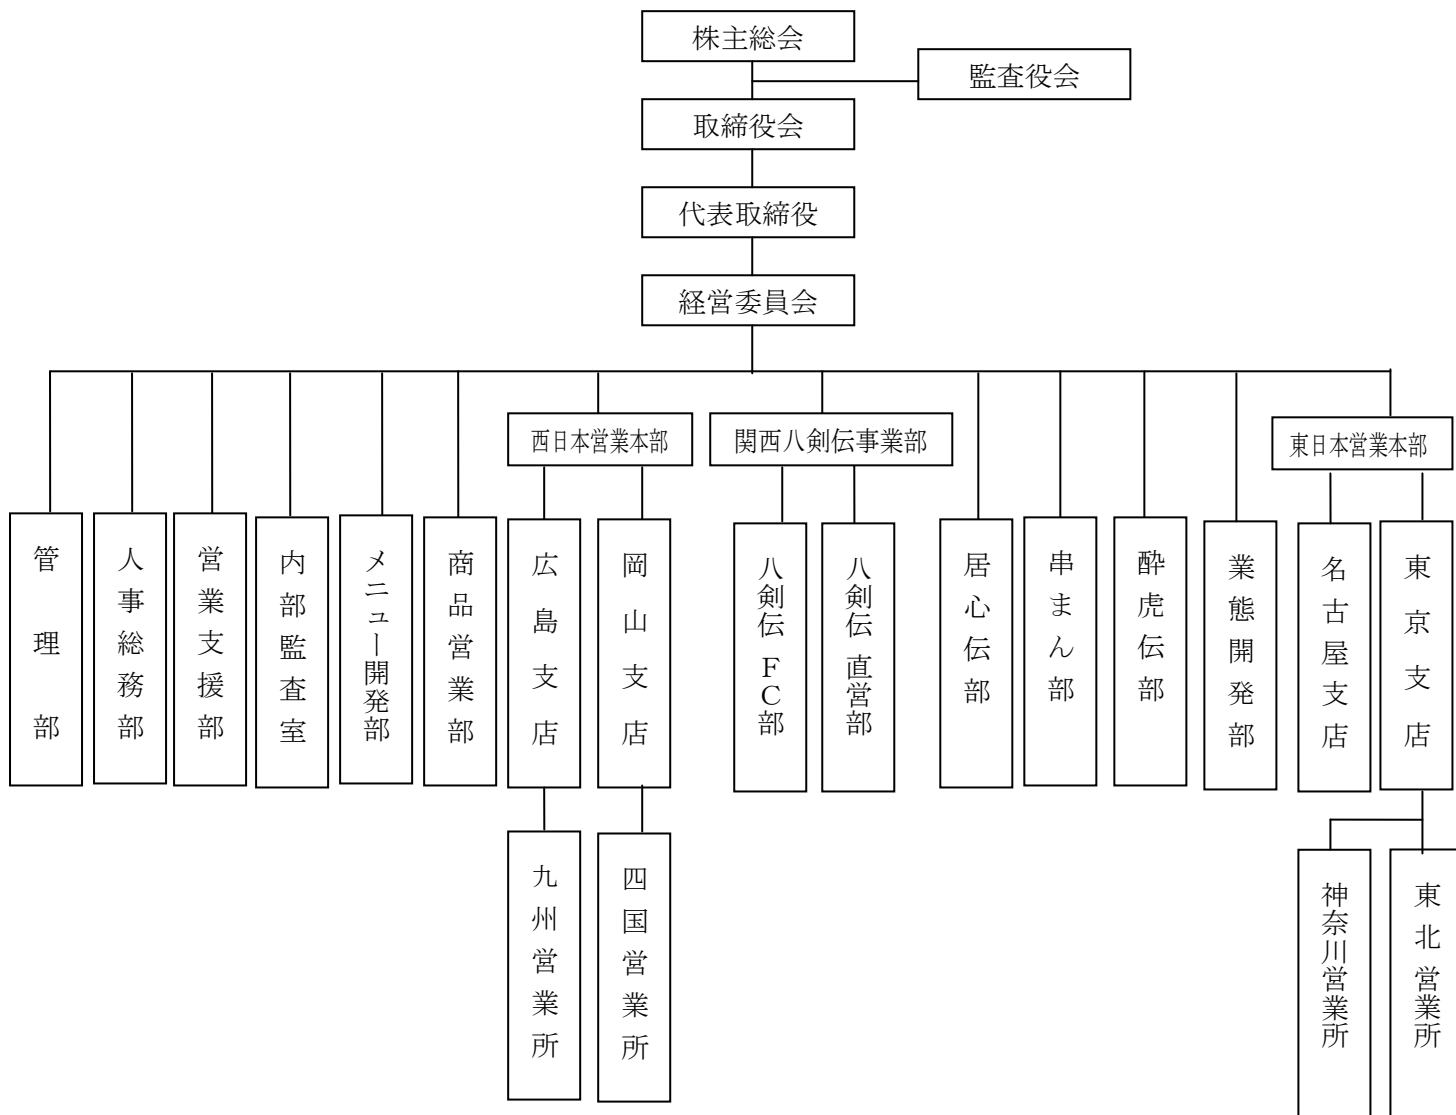 株主総会
監査役会
取締役会
代表取締役
経営委員会
西日本営業本部
関西八剣伝事業部
東日本営業本部
管理部
人事総務部
営業支援部
内部監査室
メニュー開発部
商品営業部
広島支店
岡山支店
八剣伝 FC部
八剣伝 直営部
居心伝部
串まん部
酔虎伝部
業態開発部
名古屋支店
東京支店
九州営業所
四国営業所
神奈川営業所
東北営業所